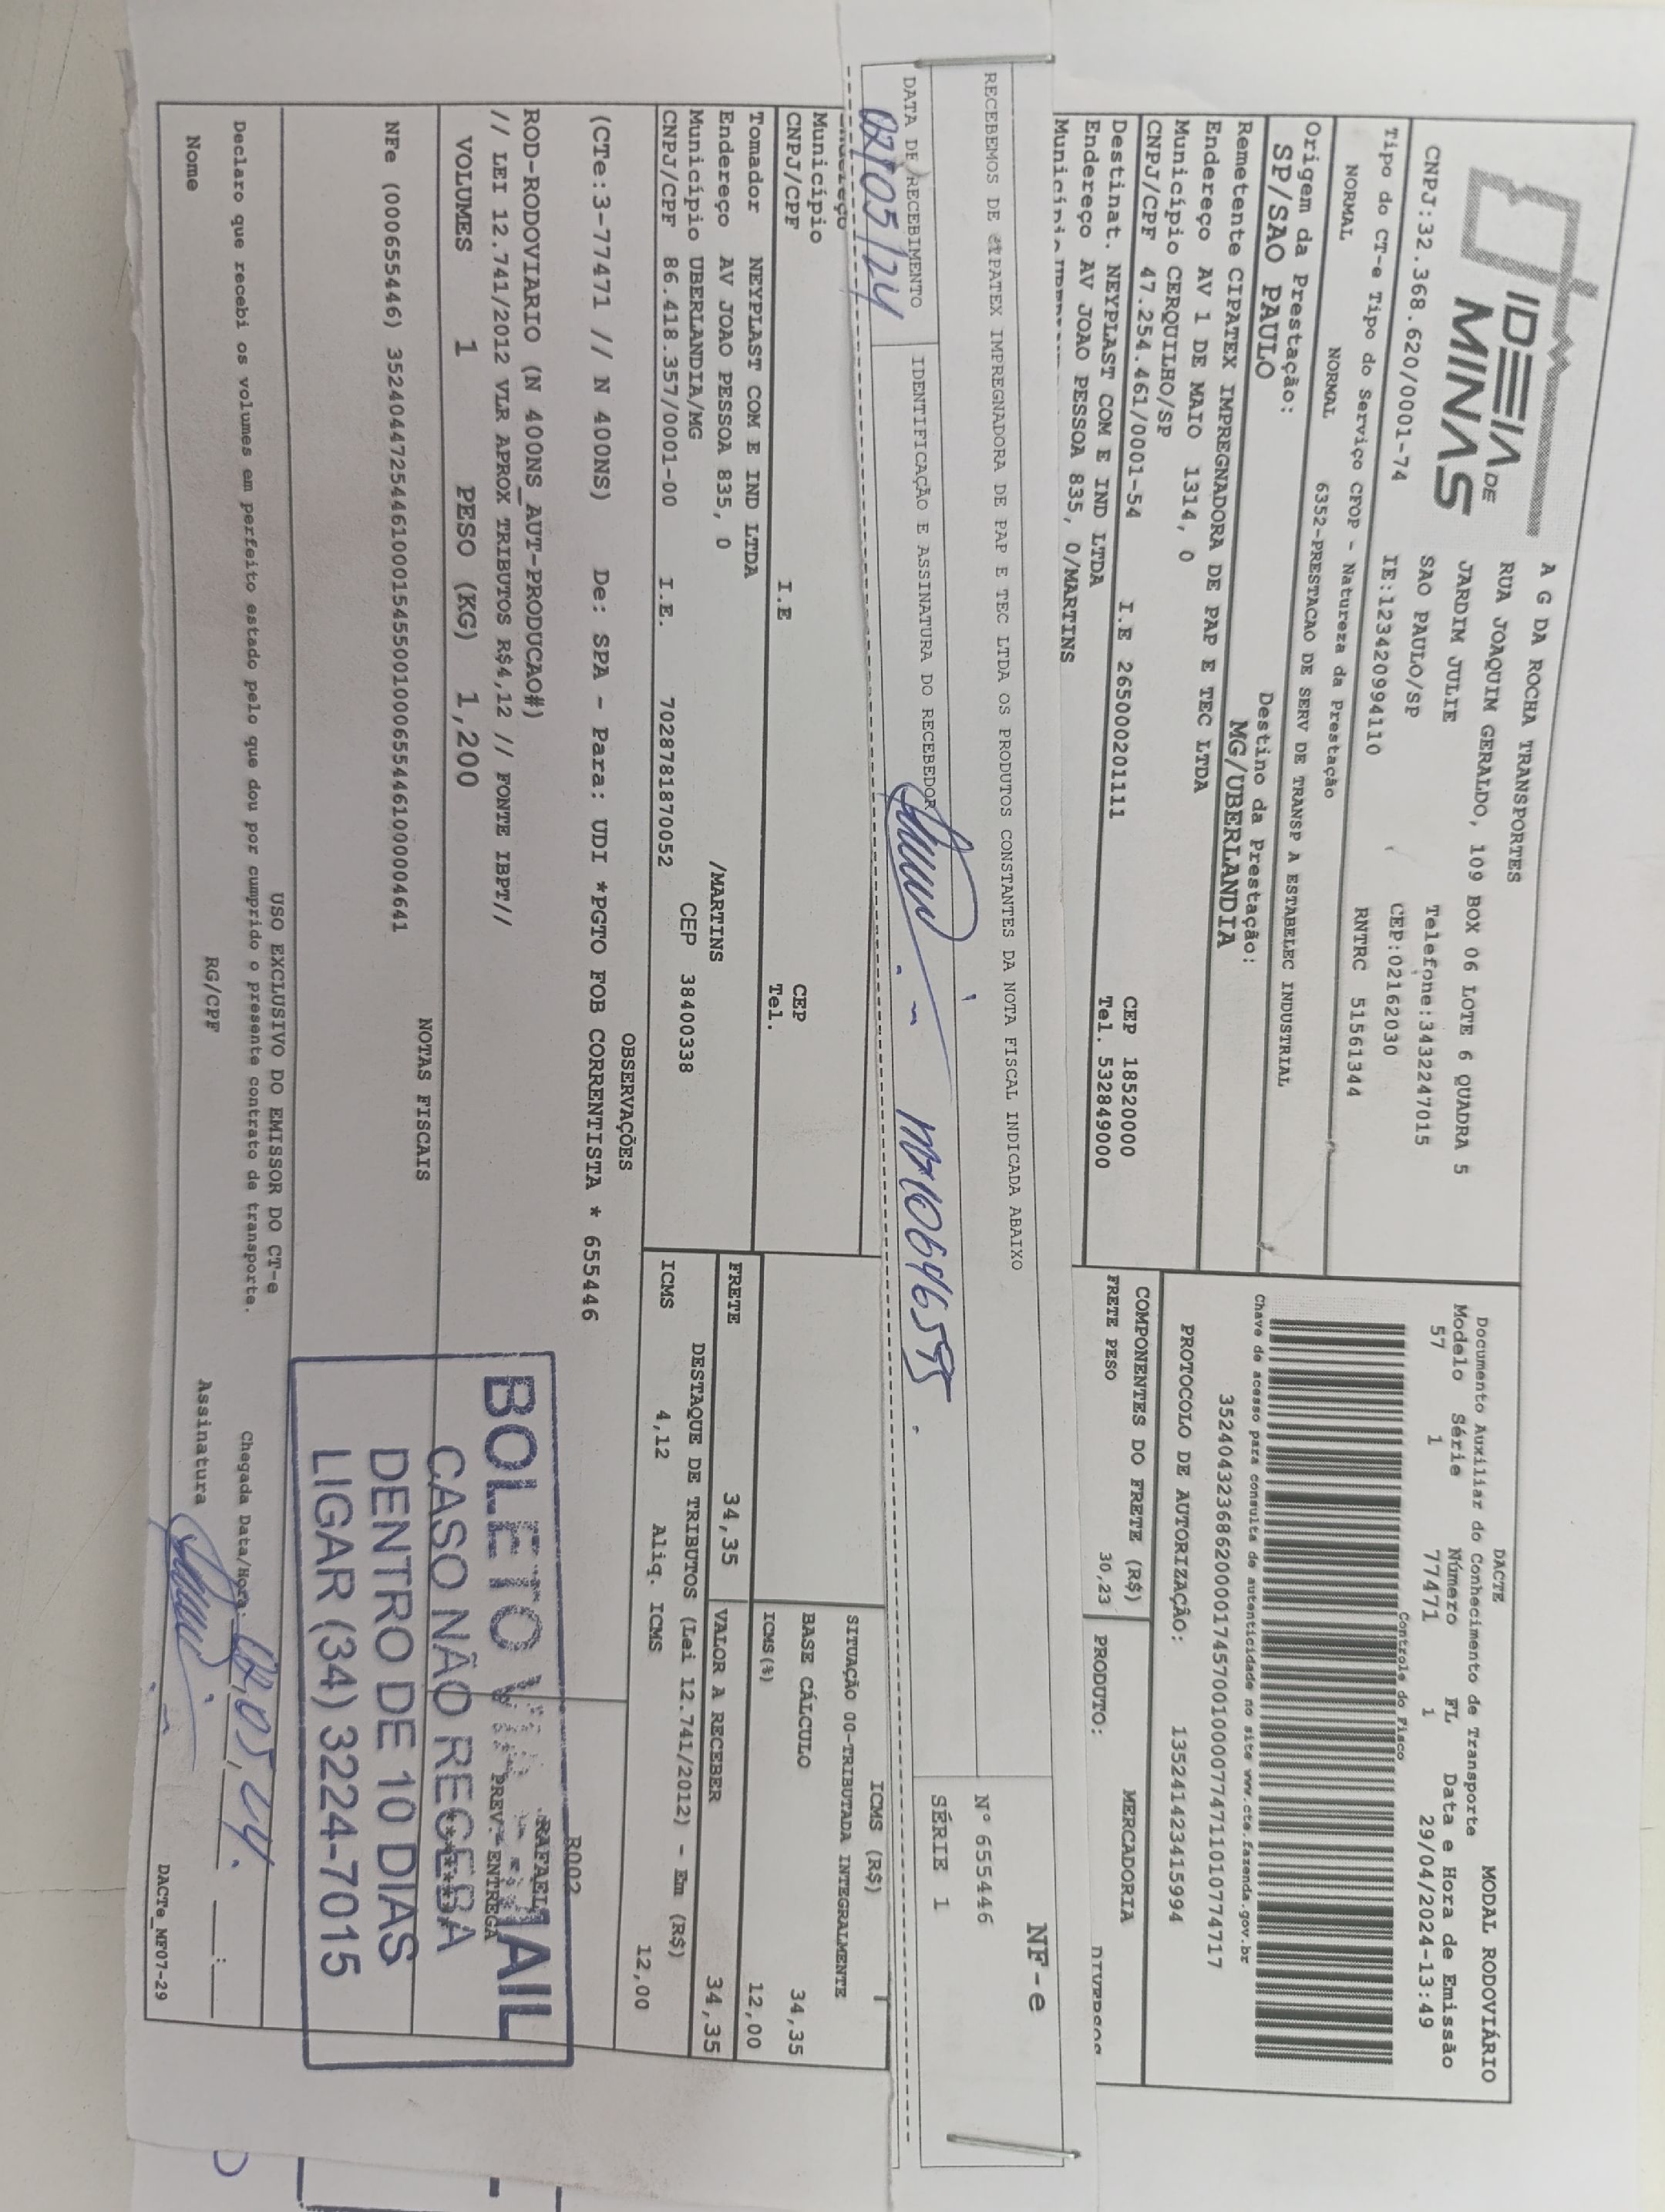 IDEIA DE
MINAS
A G DA ROCHA TRANSPORTES
RUA JOAQUIM GERALDO, 109 BOX 06 LOTE 6 QUADRA 5
JARDIM JULIE Telefone:3432247015
SAO PAULO/SP CEP:02162030
CNPJ:32.368.620/0001-74 IE:123420994110 RNTRC 51561344
Tipo do CT-e Tipo do Serviço CFOP - Natureza da Prestação
NORMAL NORMAL 6352-PRESTACAO DE SERV DE TRANSP A ESTABELEC INDUSTRIAL
Origem da Prestação: Destino da Prestação:
SP/SAO PAULO MG/UBERLANDIA
Remetente CIPATEX IMPREGNADORA DE PAP E TEC LTDA
Endereço AV 1 DE MAIO 1314, 0
Município CERQUILHO/SP CEP 18520000
CNPJ/CPF 47.254.461/0001-54 I.E 265000201111 Tel. 532849000
Destinat. NEYPLAST COM E IND LTDA
Endereço AV JOAO PESSOA 835, 0/MARTINS
DACTE MODAL RODOVIÁRIO
Documento Auxiliar do Conhecimento de Transporte
Modelo Série Número FL Data e Hora de Emissão
57 1 77471 1 29/04/2024-13:49
Controle do Fisco
Chave de acesso para consulta de autenticidade no site www.cte.fazenda.gov.br
35240432368620000174570010000774711010774717
PROTOCOLO DE AUTORIZAÇÃO: 135241423415994
COMPONENTES DO FRETE (R$) MERCADORIA
FRETE PESO 30,23 PRODUTO: DIVERSOS
RECEBEMOS DE CIPATEX IMPREGNADORA DE PAP E TEC LTDA OS PRODUTOS CONSTANTES DA NOTA FISCAL INDICADA ABAIXO
NF-e
Nº 655446
SÉRIE 1
DATA DE RECEBIMENTO IDENTIFICAÇÃO E ASSINATURA DO RECEBEDOR
02/05/24
Endereço
Município CEP
CNPJ/CPF I.E Tel.
Tomador NEYPLAST COM E IND LTDA
Endereço AV JOAO PESSOA 835, 0 /MARTINS
Município UBERLANDIA/MG CEP 38400338
CNPJ/CPF 86.418.357/0001-00 I.E. 7028781870052
ICMS (R$)
SITUAÇÃO 00-TRIBUTADA INTEGRALMENTE
BASE CÁLCULO 34,35
ICMS(%) 12,00
FRETE 34,35 VALOR A RECEBER 34,35
DESTAQUE DE TRIBUTOS (Lei 12.741/2012) - Em (R$)
ICMS 4,12 Aliq. ICMS 12,00
OBSERVAÇÕES
(CTe:3-77471 // N 400NS) De: SPA - Para: UDI *PGTO FOB CORRENTISTA * 655446
R002
ROD-RODOVIARIO (N 400NS_AUT-PRODUCAO#) RAFAEL
// LEI 12.741/2012 VLR APROX TRIBUTOS R$4,12 // FONTE IBPT// PREV. ENTREGA
VOLUMES 1 PESO (KG) 1,200
NOTAS FISCAIS
NFe (000655446) 35240447254461000154550010006554461000004641
BOLETO VIA E-MAIL
CASO NÃO RECEBA
DENTRO DE 10 DIAS
LIGAR (34) 3224-7015
USO EXCLUSIVO DO EMISSOR DO CT-e
Declaro que recebi os volumes em perfeito estado pelo que dou por cumprido o presente contrato de transporte. Chegada Data/Hora: 02,05,24.
Nome RG/CPF Assinatura
DACTe_NF07-29